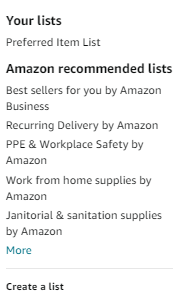 Your lists
Preferred Item List
Amazon recommended lists
Best sellers for you by Amazon
Business
Recurring Delivery by Amazon
PPE & Workplace Safety by
Amazon
Work from home supplies by
Amazon
Janitorial & sanitation supplies
by Amazon
More
Create a list